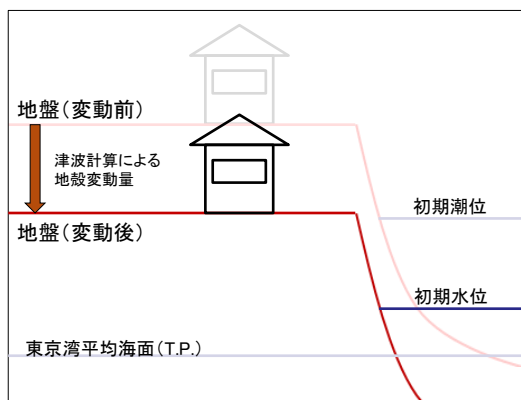 地盤(変動前)
津波計算による
地殻変動量
初期潮位
地盤(変動後)
初期水位
東京湾平均海面(T.P.)